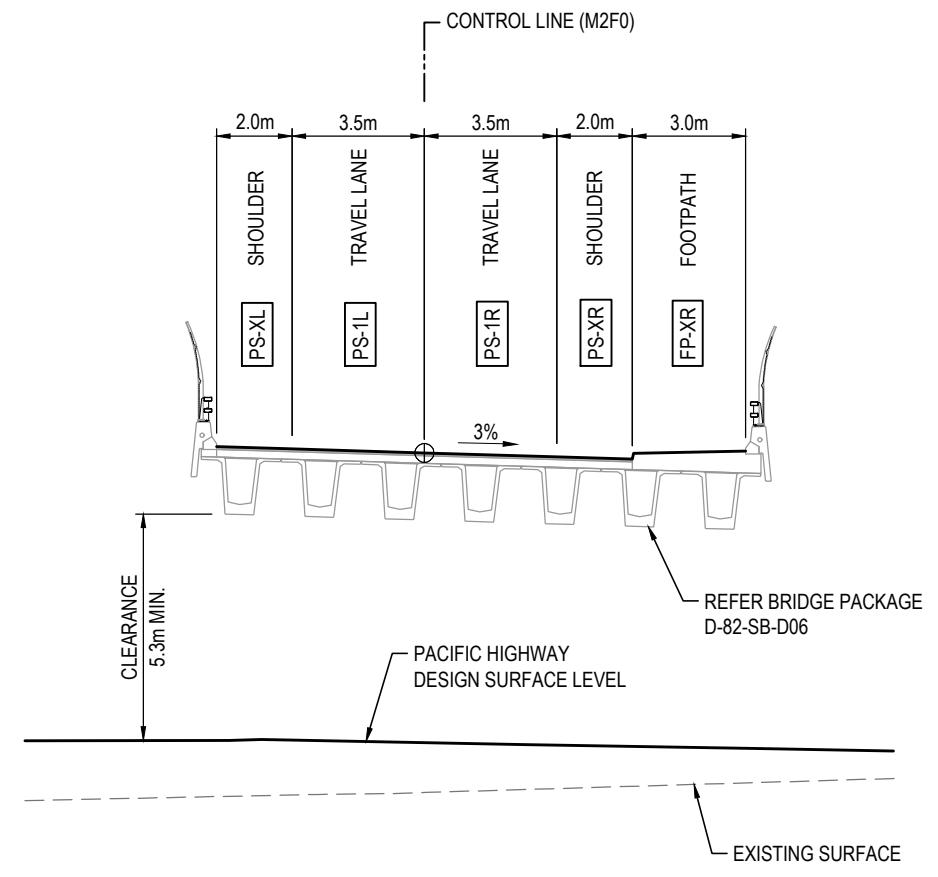 CONTROL LINE (M2F0)
2.0m 3.5m 3.5m 2.0m 3.0m
SHOULDER
TRAVEL LANE
TRAVEL LANE
SHOULDER
FOOTPATH
PS-XL
PS-1L
PS-1R
PS-XR
FP-XR
3%
CLEARANCE
5.3m MIN.
REFER BRIDGE PACKAGE
D-82-SB-D06
PACIFIC HIGHWAY
DESIGN SURFACE LEVEL
EXISTING SURFACE